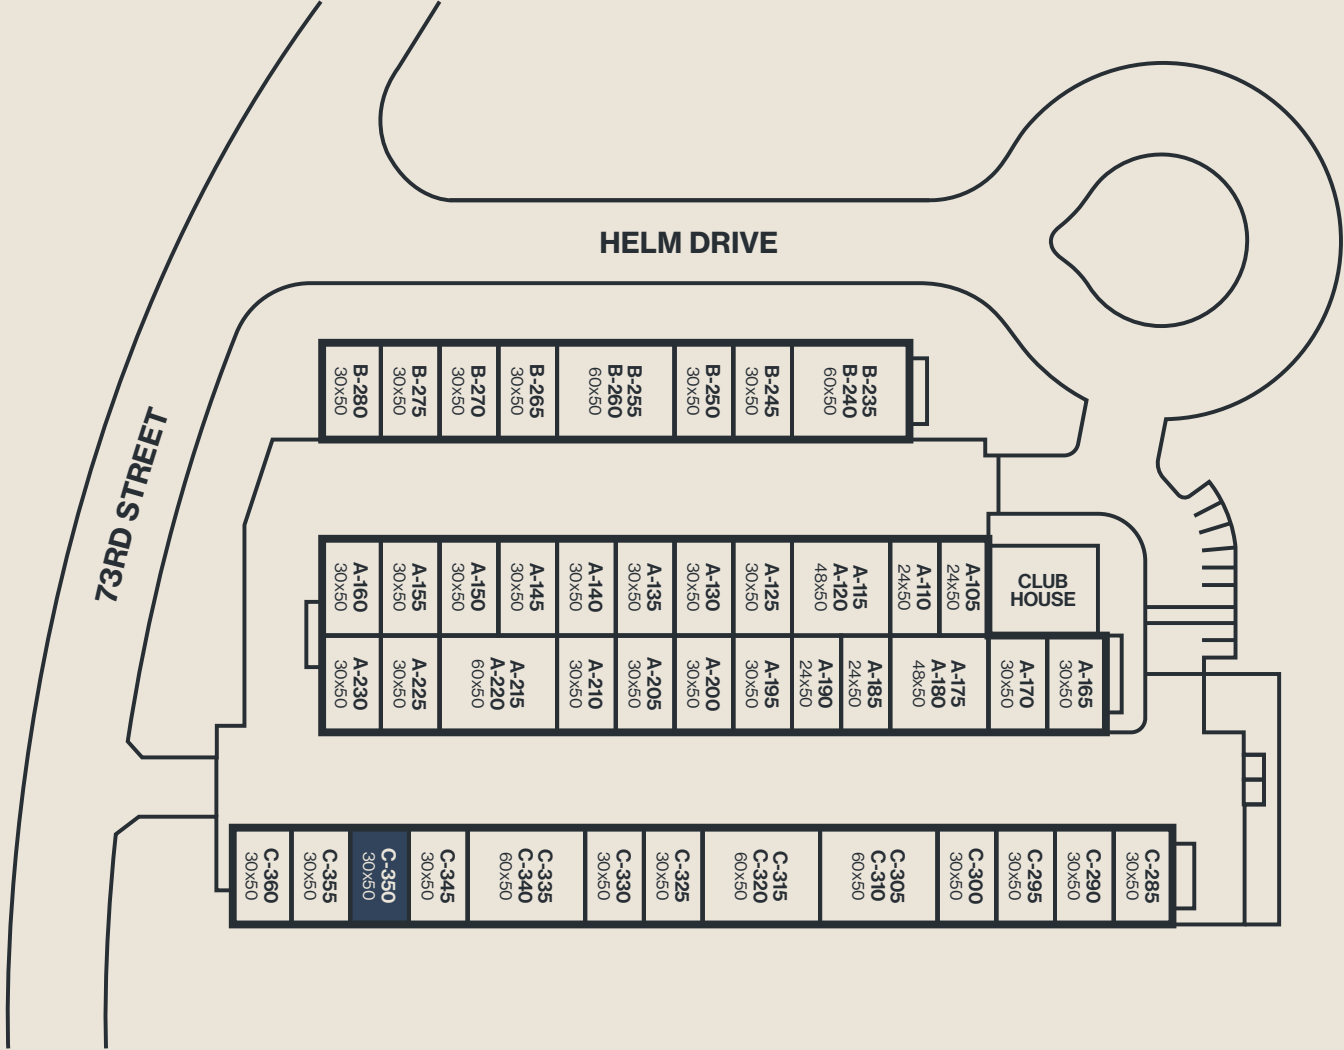 HELM DRIVE
73RD STREET
B-280
30x50
B-275
30x50
B-270
30x50
B-265
30x50
B-255
B-260
60x50
B-250
30x50
B-245
30x50
B-235
B-240
60x50
A-160
30x50
A-155
30x50
A-150
30x50
A-145
30x50
A-140
30x50
A-135
30x50
A-130
30x50
A-125
30x50
A-115
A-120
48x50
A-110
24x50
A-105
24x50
CLUB
HOUSE
A-230
30x50
A-225
30x50
A-215
A-220
60x50
A-210
30x50
A-205
30x50
A-200
30x50
A-195
30x50
A-190
24x50
A-185
24x50
A-175
A-180
48x50
A-170
30x50
A-165
30x50
C-360
30x50
C-355
30x50
C-350
30x50
C-345
30x50
C-335
C-340
60x50
C-330
30x50
C-325
30x50
C-315
C-320
60x50
C-305
C-310
60x50
C-300
30x50
C-295
30x50
C-290
30x50
C-285
30x50